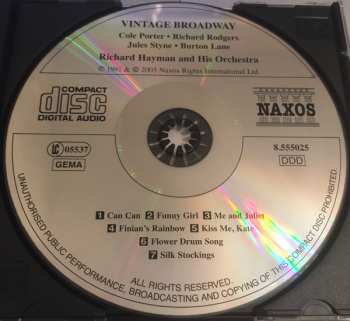 VINTAGE BROADWAY
Cole Porter • Richard Rodgers
Jules Styne • Burton Lane
Richard Hayman and His Orchestra
℗ 1991 & © 2005 Naxos Rights International Ltd.
COMPACT
disc
DIGITAL AUDIO
NAXOS
LC 05537
GEMA
8.555025
DDD
1 Can Can 2 Funny Girl 3 Me and Juliet
4 Finian's Rainbow 5 Kiss Me, Kate
6 Flower Drum Song
7 Silk Stockings
ALL RIGHTS RESERVED.
UNAUTHORISED PUBLIC PERFORMANCE, BROADCASTING AND COPYING OF THIS COMPACT DISC PROHIBITED.